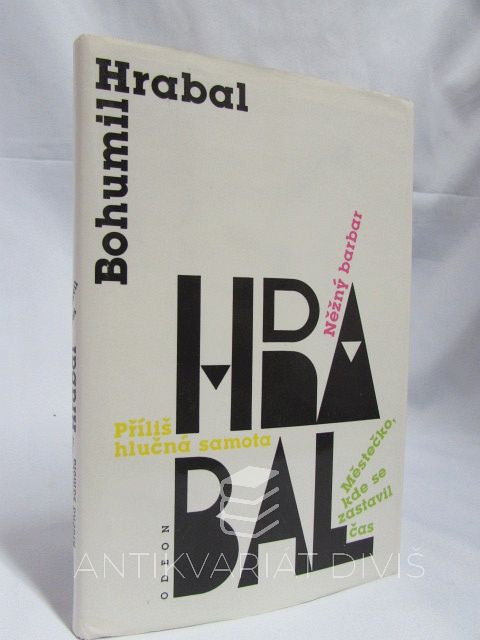 Bohumil
Hrabal
HRA
BAL
Něžný barbar
Příliš
hlučná samota
Městečko,
kde se
zastavil
čas
ODEON
ANTIKVARIÁT DIVIŠ